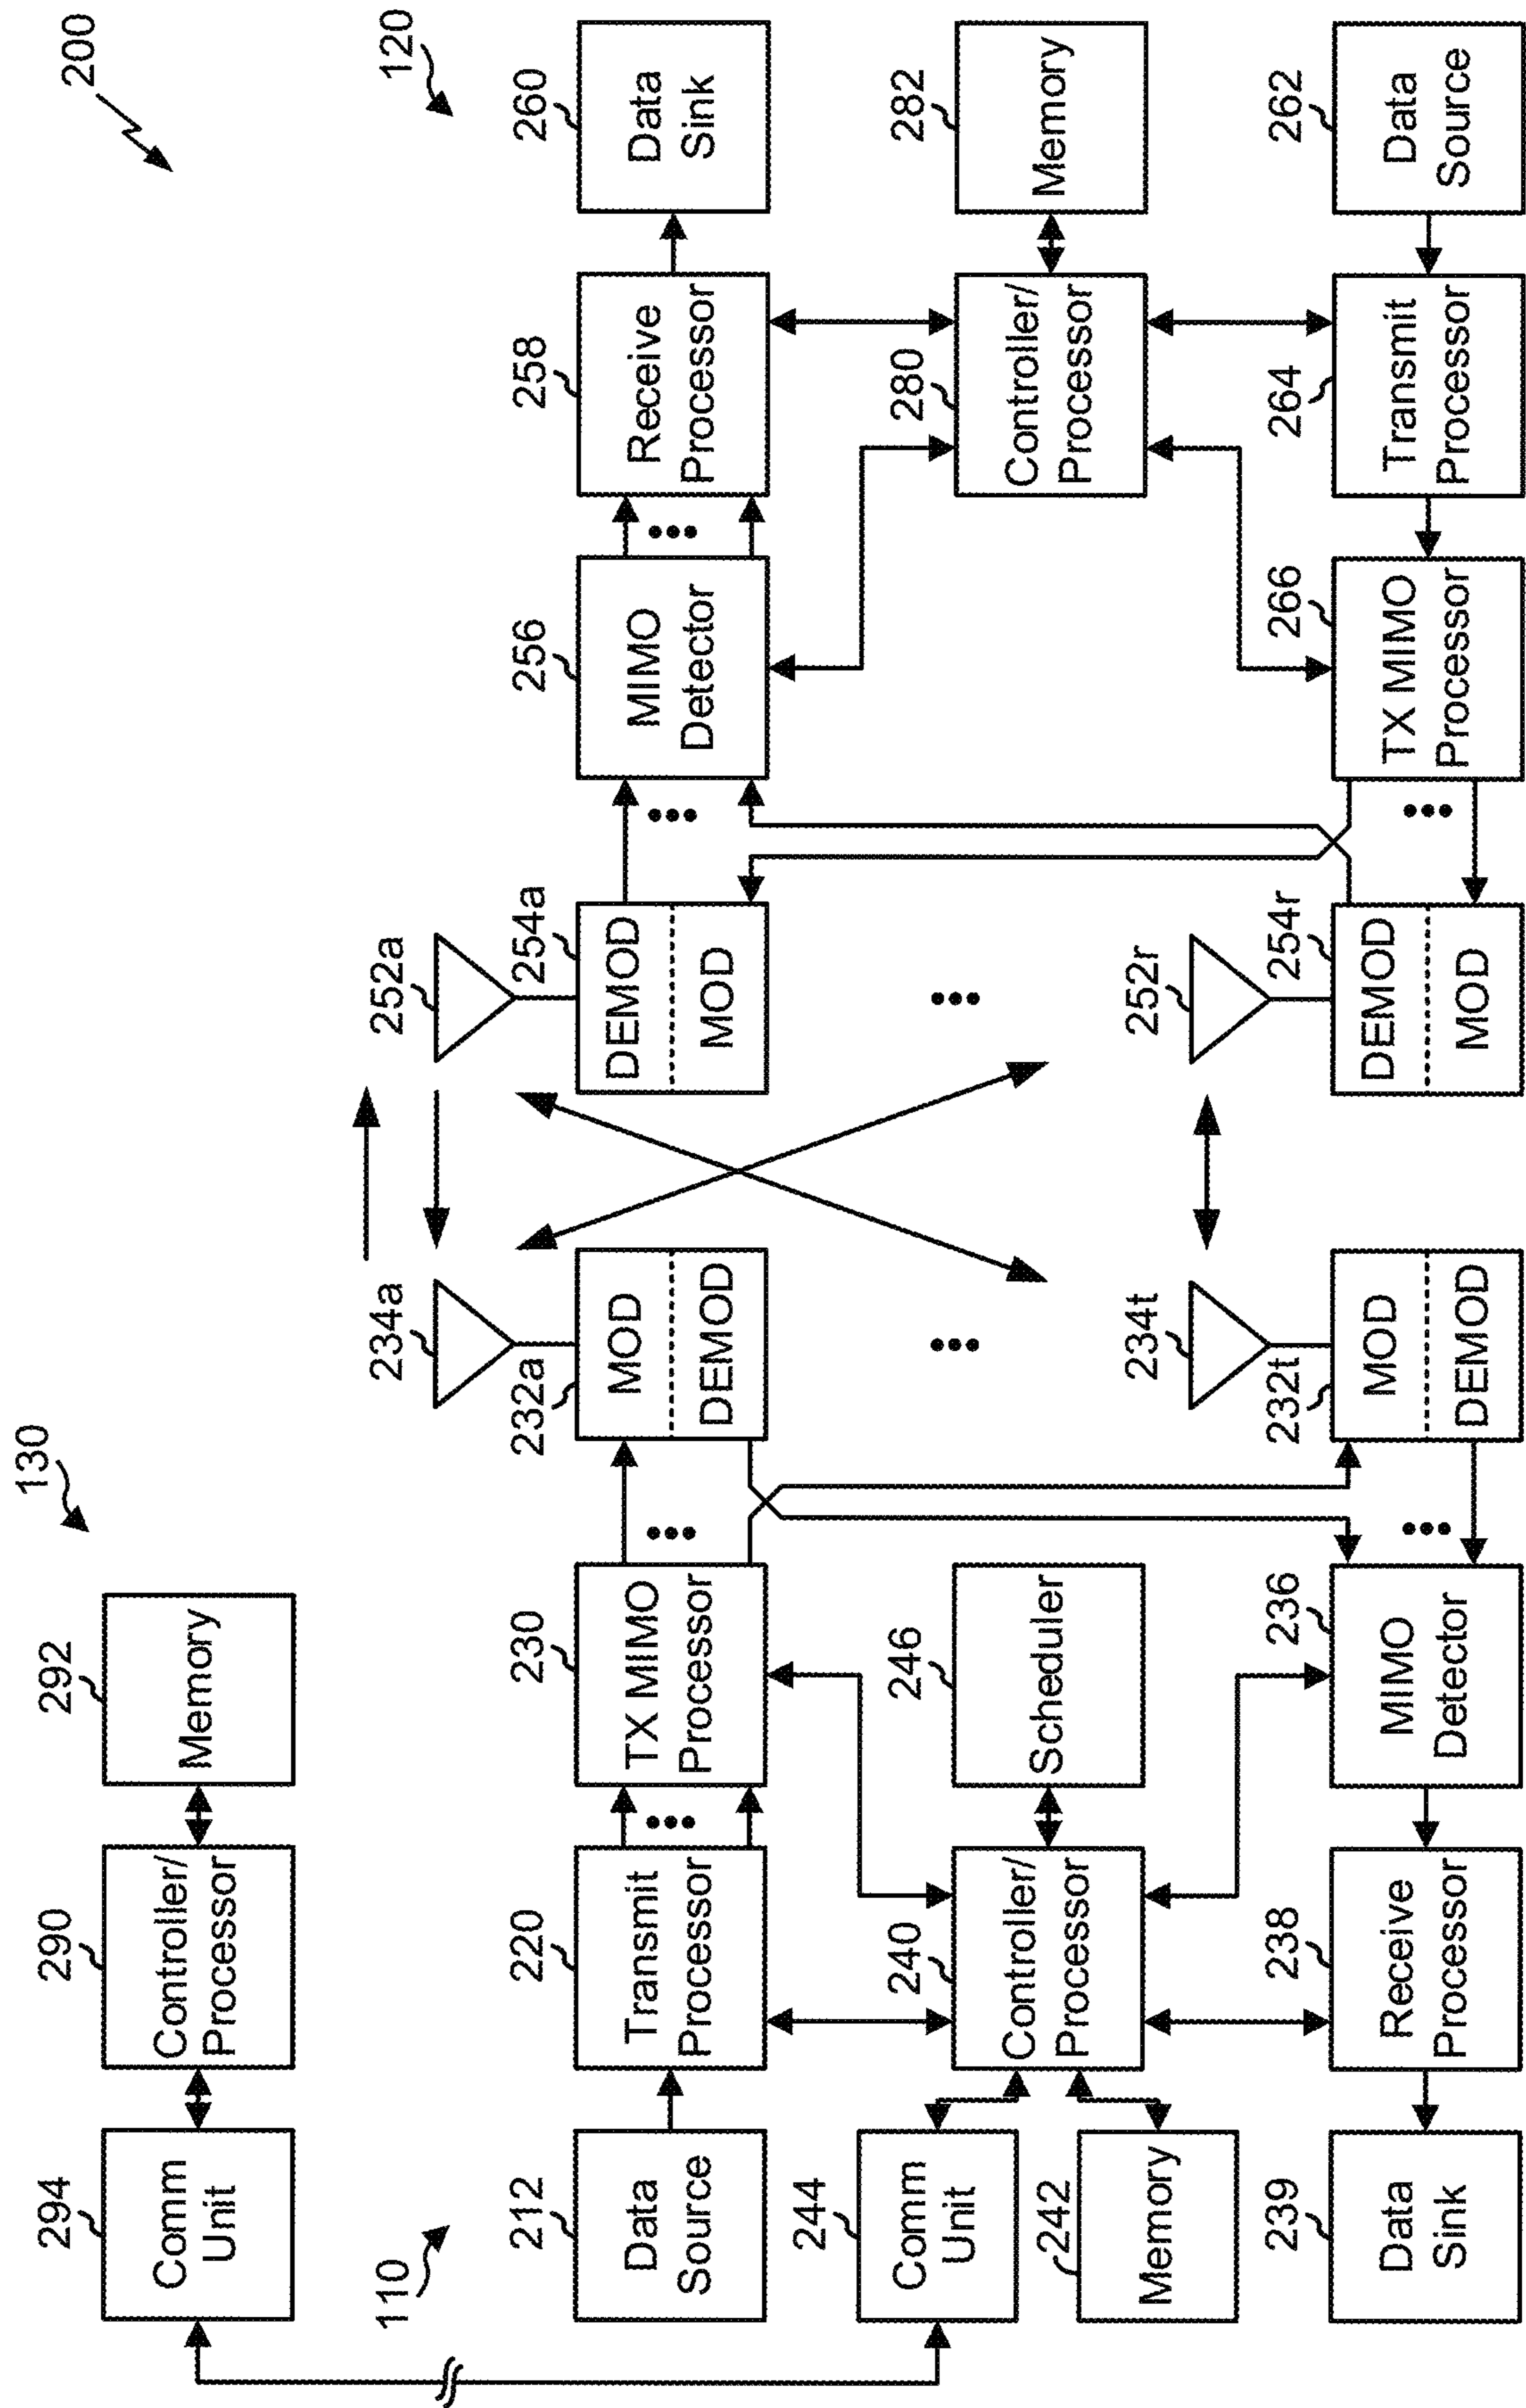 200
130
294
Comm
Unit
290
Controller/
Processor
292
Memory
110
120
212
Data
Source
220
Transmit
Processor
230
TX MIMO
Processor
232a
MOD
DEMOD
234a
252a
254a
DEMOD
MOD
256
MIMO
Detector
258
Receive
Processor
260
Data
Sink
244
Comm
Unit
242
Memory
240
Controller/
Processor
246
Scheduler
280
Controller/
Processor
282
Memory
239
Data
Sink
238
Receive
Processor
236
MIMO
Detector
232t
MOD
DEMOD
234t
252r
254r
DEMOD
MOD
266
TX MIMO
Processor
264
Transmit
Processor
262
Data
Source